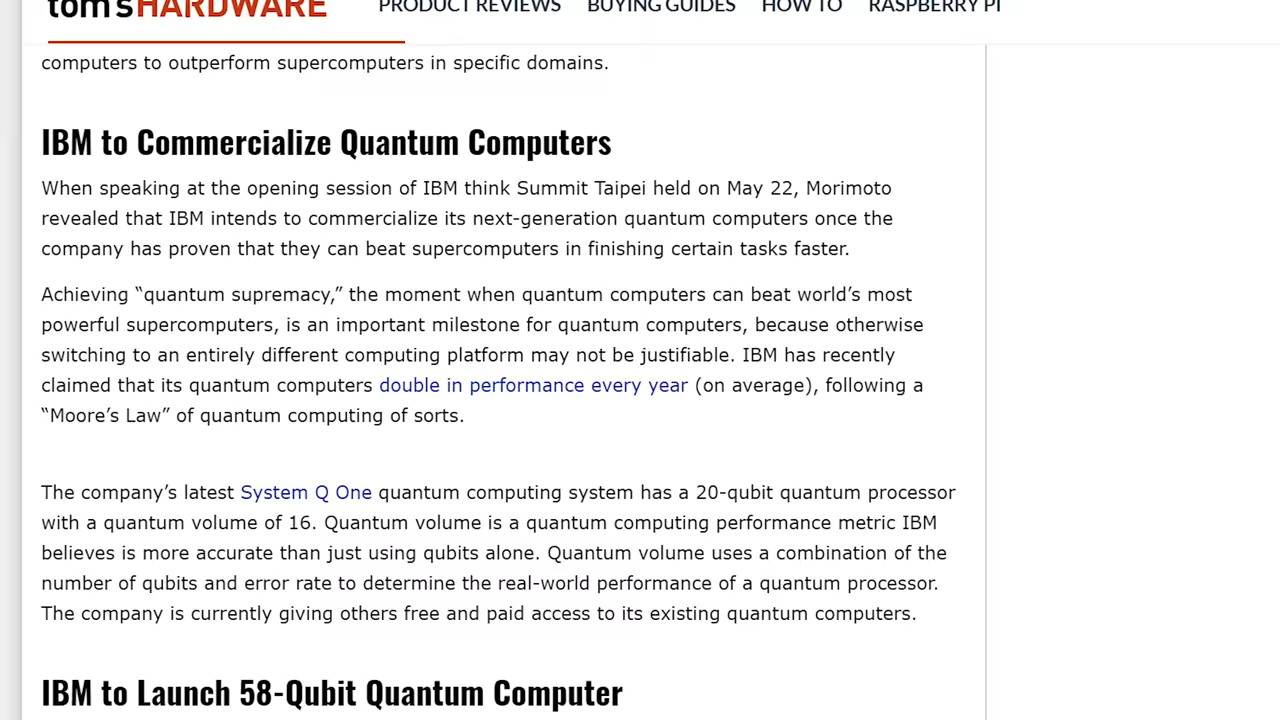 tom's HARDWARE
PRODUCT REVIEWS BUYING GUIDES HOW TO RASPBERRY PI
computers to outperform supercomputers in specific domains.
IBM to Commercialize Quantum Computers
When speaking at the opening session of IBM think Summit Taipei held on May 22, Morimoto
revealed that IBM intends to commercialize its next-generation quantum computers once the
company has proven that they can beat supercomputers in finishing certain tasks faster.
Achieving “quantum supremacy,” the moment when quantum computers can beat world’s most
powerful supercomputers, is an important milestone for quantum computers, because otherwise
switching to an entirely different computing platform may not be justifiable. IBM has recently
claimed that its quantum computers double in performance every year (on average), following a
“Moore’s Law” of quantum computing of sorts.
The company’s latest System Q One quantum computing system has a 20-qubit quantum processor
with a quantum volume of 16. Quantum volume is a quantum computing performance metric IBM
believes is more accurate than just using qubits alone. Quantum volume uses a combination of the
number of qubits and error rate to determine the real-world performance of a quantum processor.
The company is currently giving others free and paid access to its existing quantum computers.
IBM to Launch 58-Qubit Quantum Computer